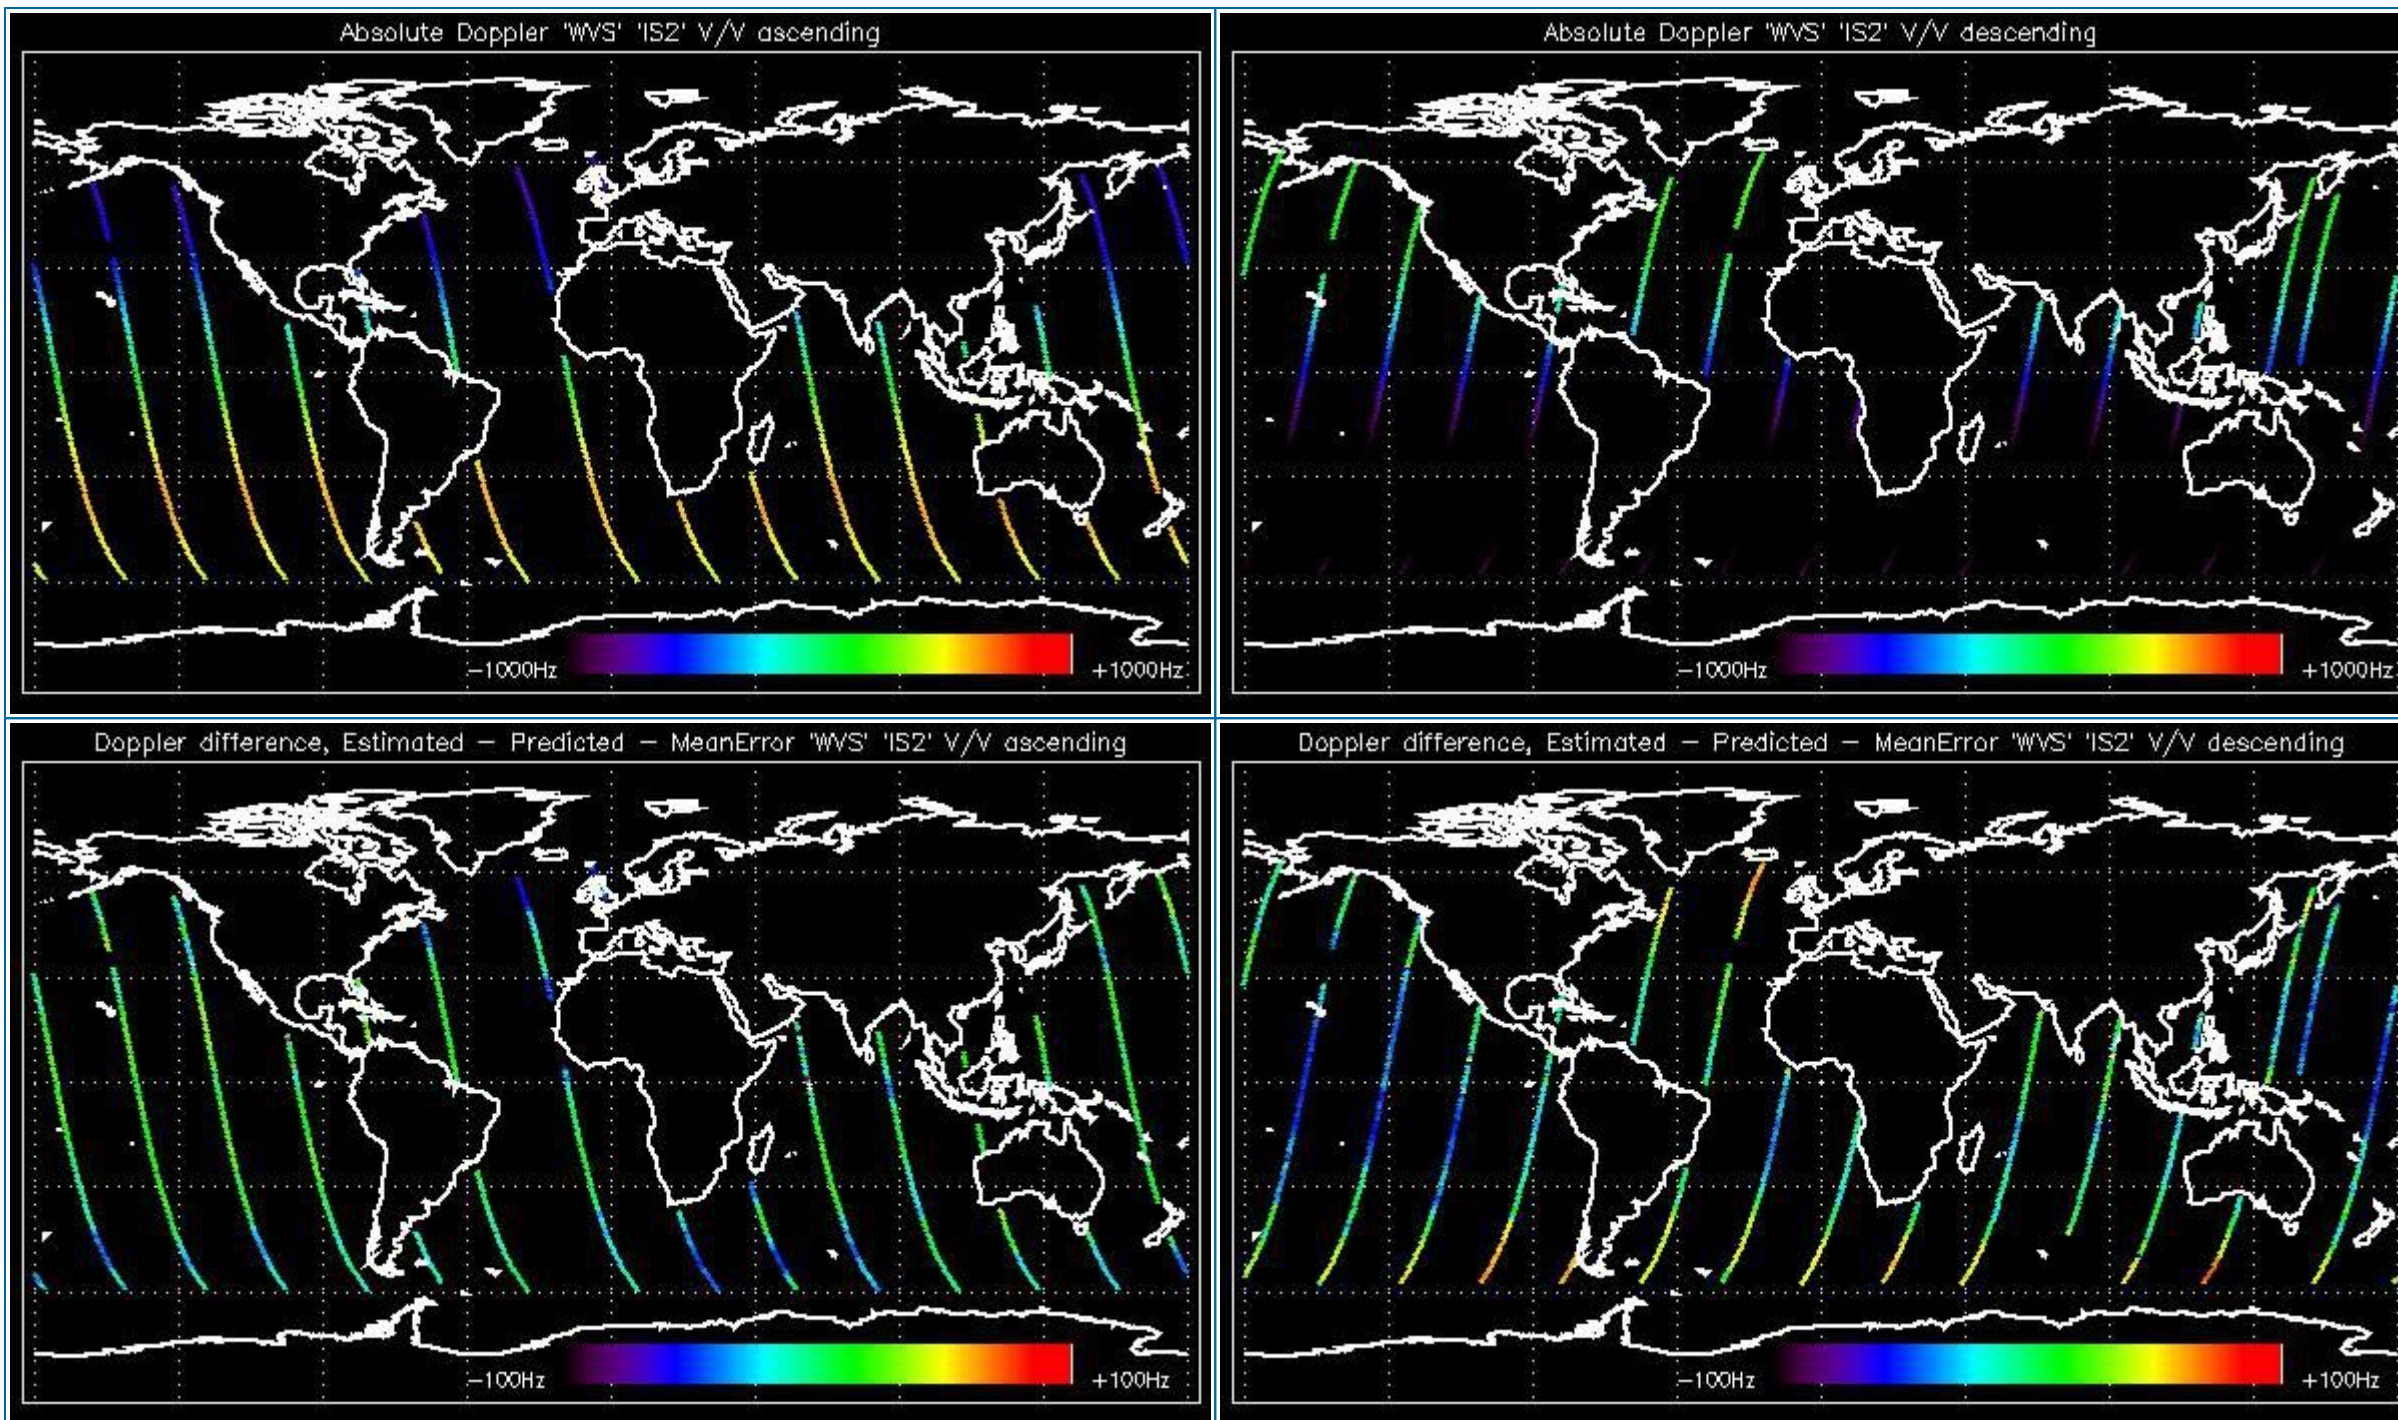 Absolute Doppler 'WVS' 'IS2' V/V ascending
−1000Hz
+1000Hz
Absolute Doppler 'WVS' 'IS2' V/V descending
−1000Hz
+1000Hz
Doppler difference, Estimated − Predicted − MeanError 'WVS' 'IS2' V/V ascending
−100Hz
+100Hz
Doppler difference, Estimated − Predicted − MeanError 'WVS' 'IS2' V/V descending
−100Hz
+100Hz